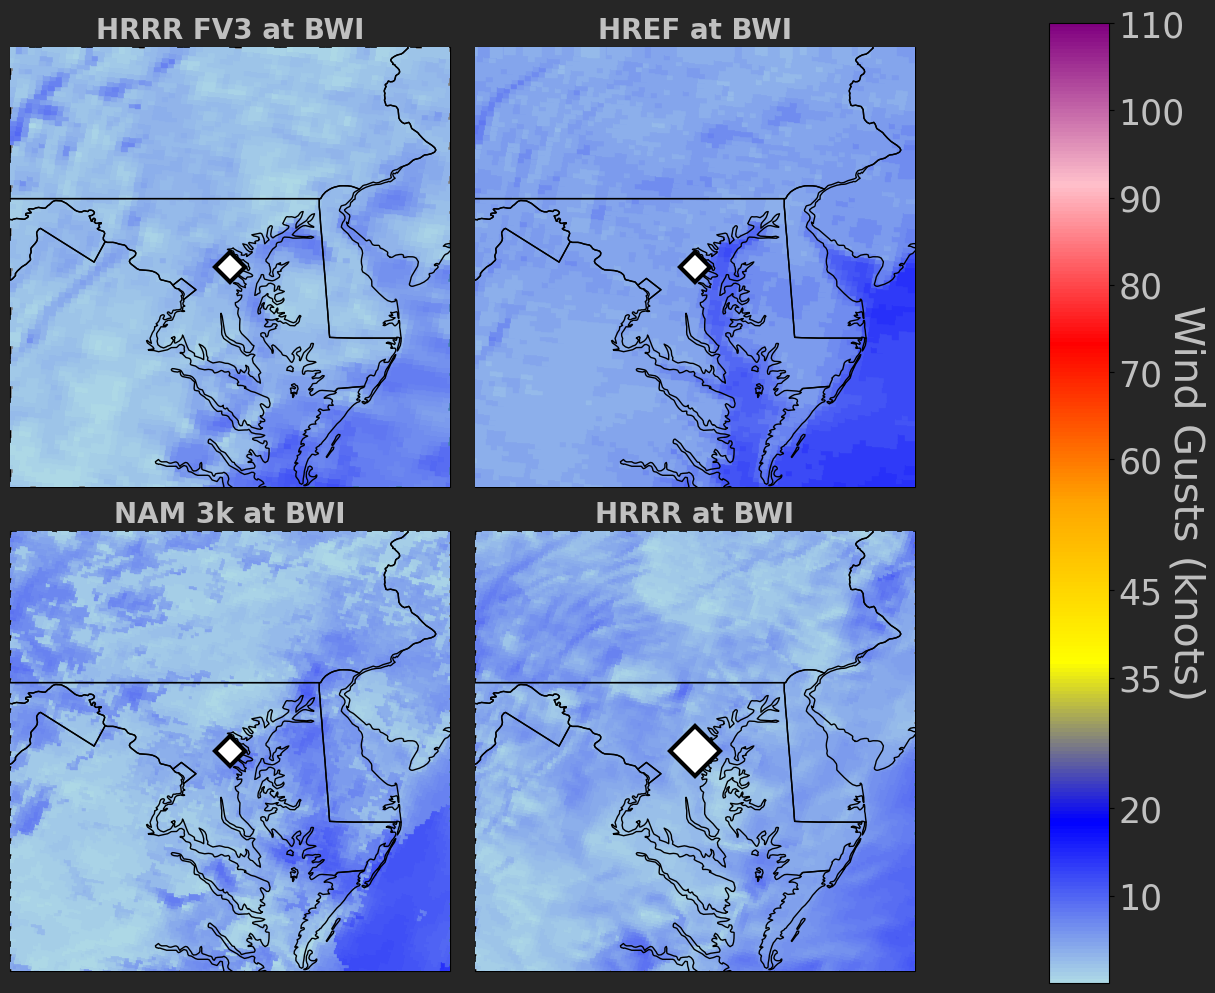 HRRR FV3 at BWI
HREF at BWI
NAM 3k at BWI
HRRR at BWI
110
100
90
80
70
60
45
35
20
10
Wind Gusts (knots)